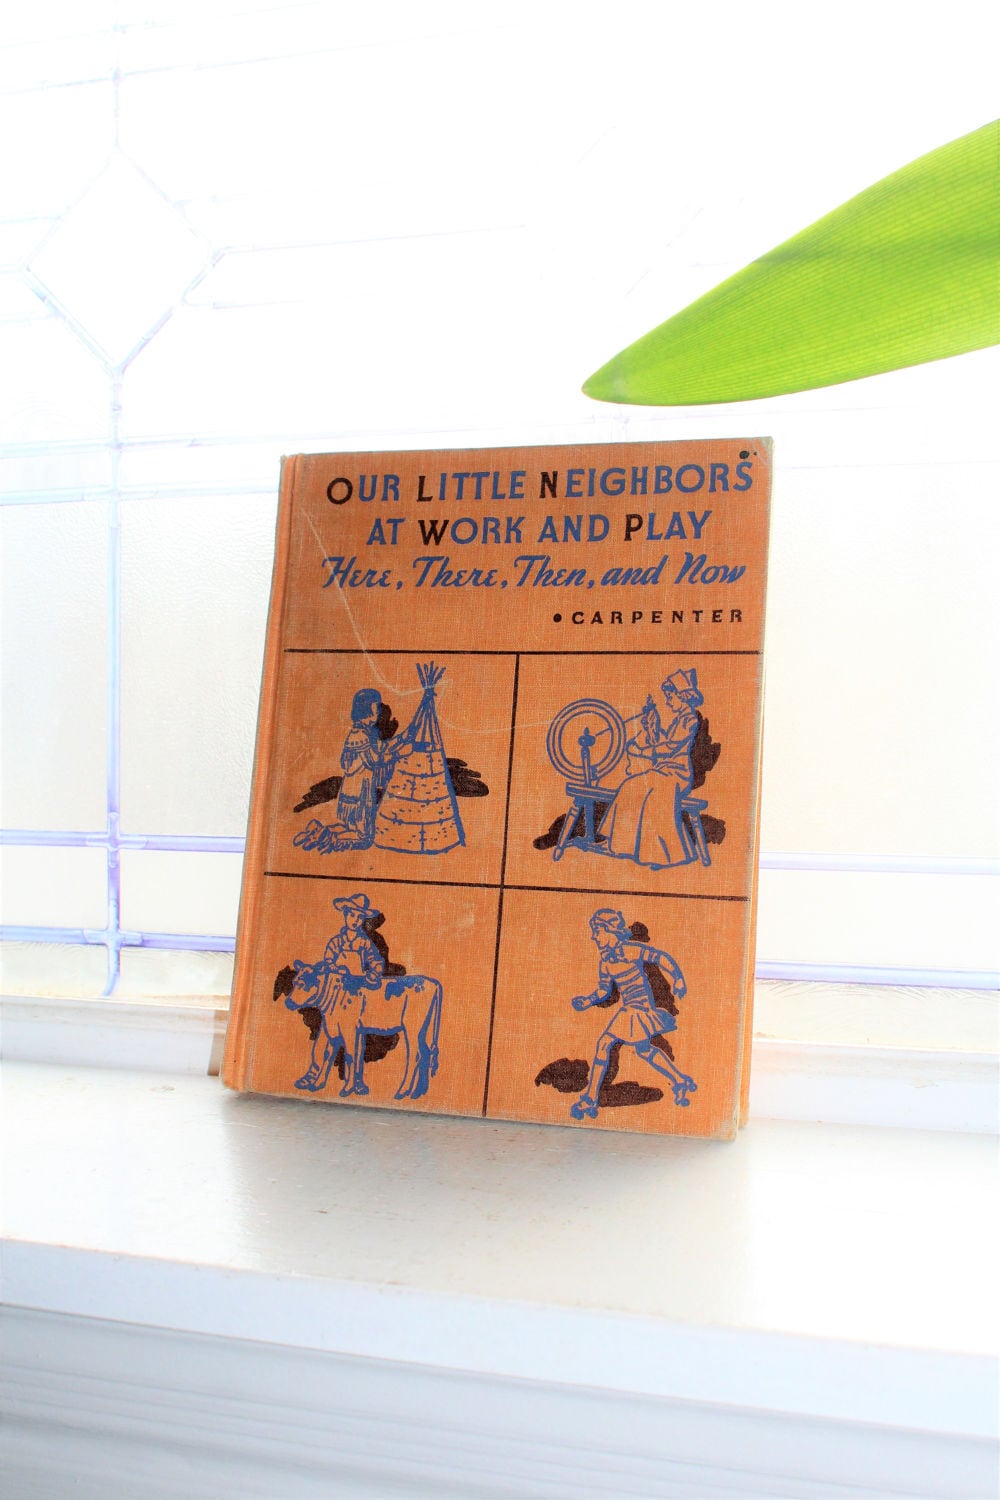 OUR LITTLE NEIGHBORS
AT WORK AND PLAY
Here, There, Then, and Now
• CARPENTER